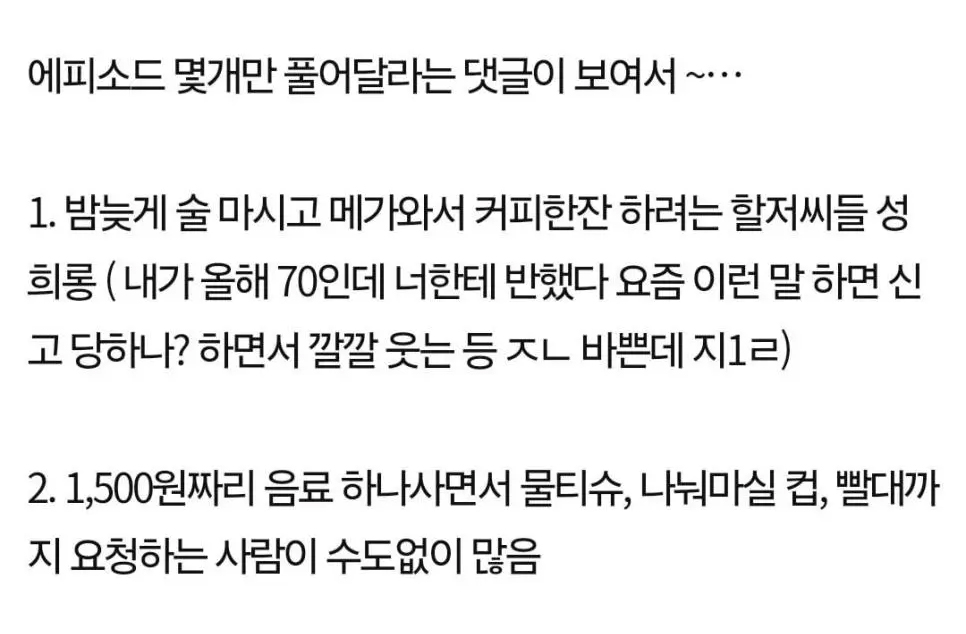 에피소드 몇개만 풀어달라는 댓글이 보여서 ~…
1. 밤늦게 술 마시고 메가와서 커피한잔 하려는 할저씨들 성
희롱 ( 내가 올해 70인데 너한테 반했다 요즘 이런 말 하면 신
고 당하나? 하면서 깔깔 웃는 등 ㅈㄴ 바쁜데 지1ㄹ)
2. 1,500원짜리 음료 하나사면서 물티슈, 나눠마실 컵, 빨대까
지 요청하는 사람이 수도없이 많음